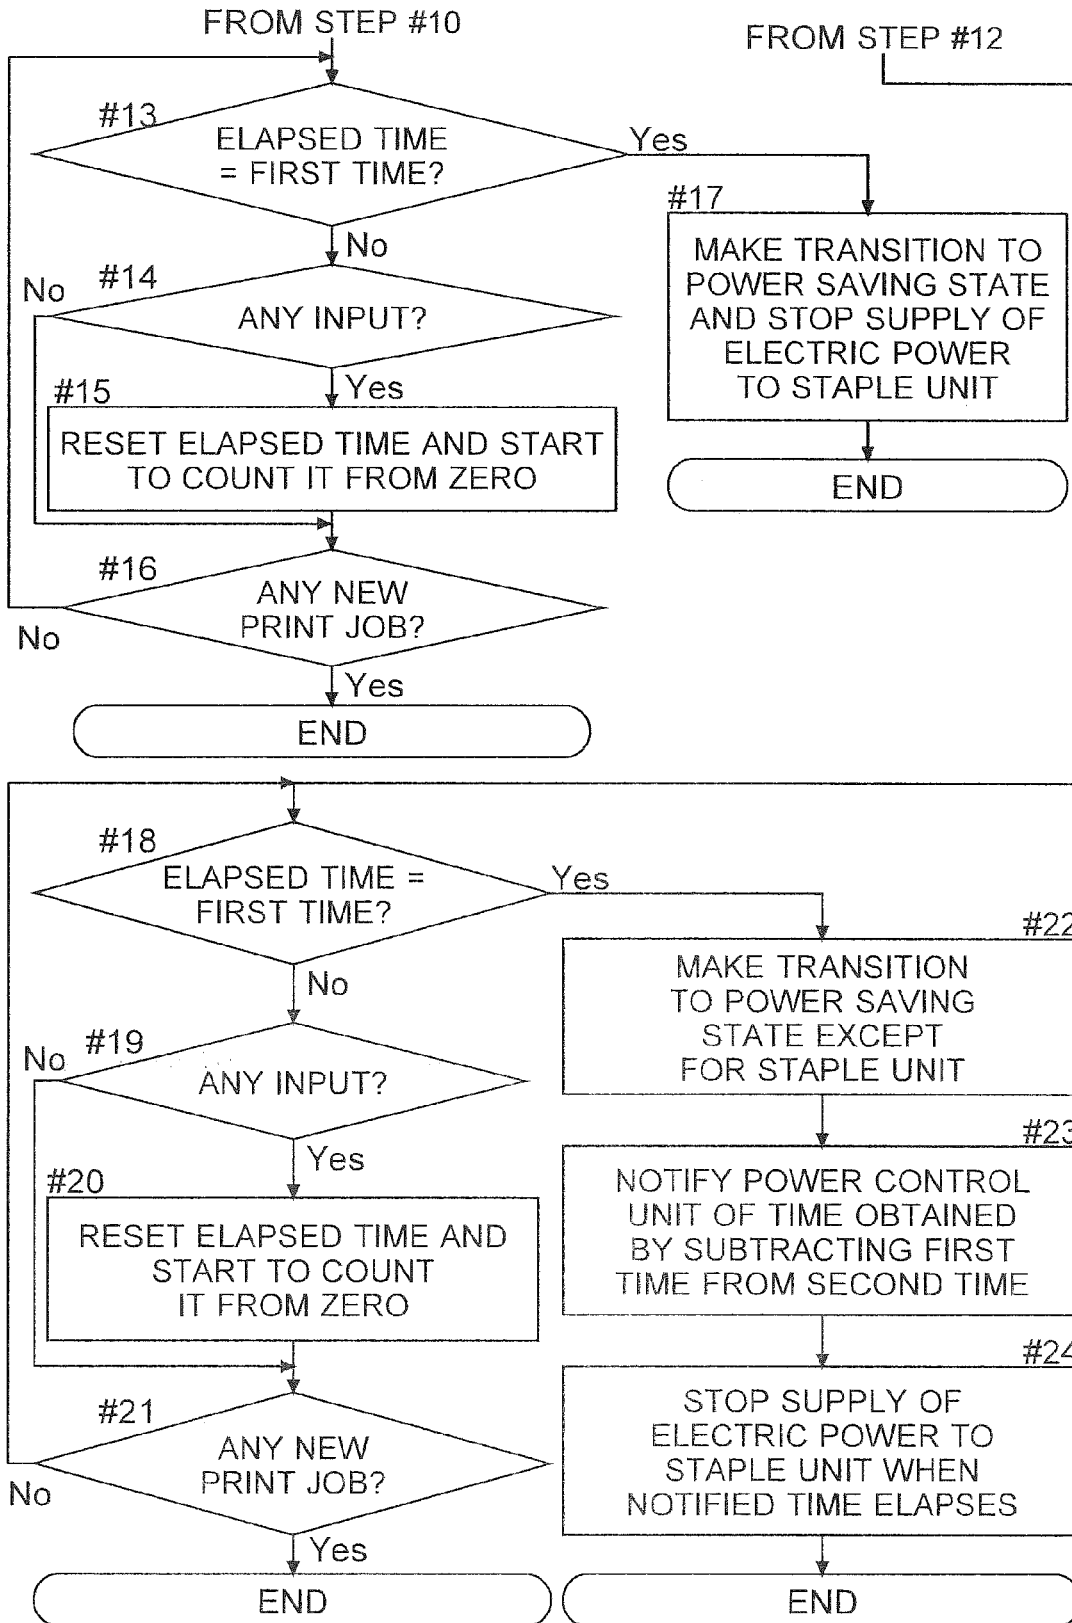 FROM STEP #10
FROM STEP #12
#13
ELAPSED TIME
= FIRST TIME?
Yes
No
#17
MAKE TRANSITION TO
POWER SAVING STATE
AND STOP SUPPLY OF
ELECTRIC POWER
TO STAPLE UNIT
END
#14
No
ANY INPUT?
Yes
#15
RESET ELAPSED TIME AND START
TO COUNT IT FROM ZERO
#16
ANY NEW
PRINT JOB?
No
Yes
END
#18
ELAPSED TIME =
FIRST TIME?
Yes
No
#22
MAKE TRANSITION
TO POWER SAVING
STATE EXCEPT
FOR STAPLE UNIT
#19
No
ANY INPUT?
Yes
#23
NOTIFY POWER CONTROL
UNIT OF TIME OBTAINED
BY SUBTRACTING FIRST
TIME FROM SECOND TIME
#20
RESET ELAPSED TIME AND
START TO COUNT
IT FROM ZERO
#24
STOP SUPPLY OF
ELECTRIC POWER TO
STAPLE UNIT WHEN
NOTIFIED TIME ELAPSES
#21
ANY NEW
PRINT JOB?
No
Yes
END
END